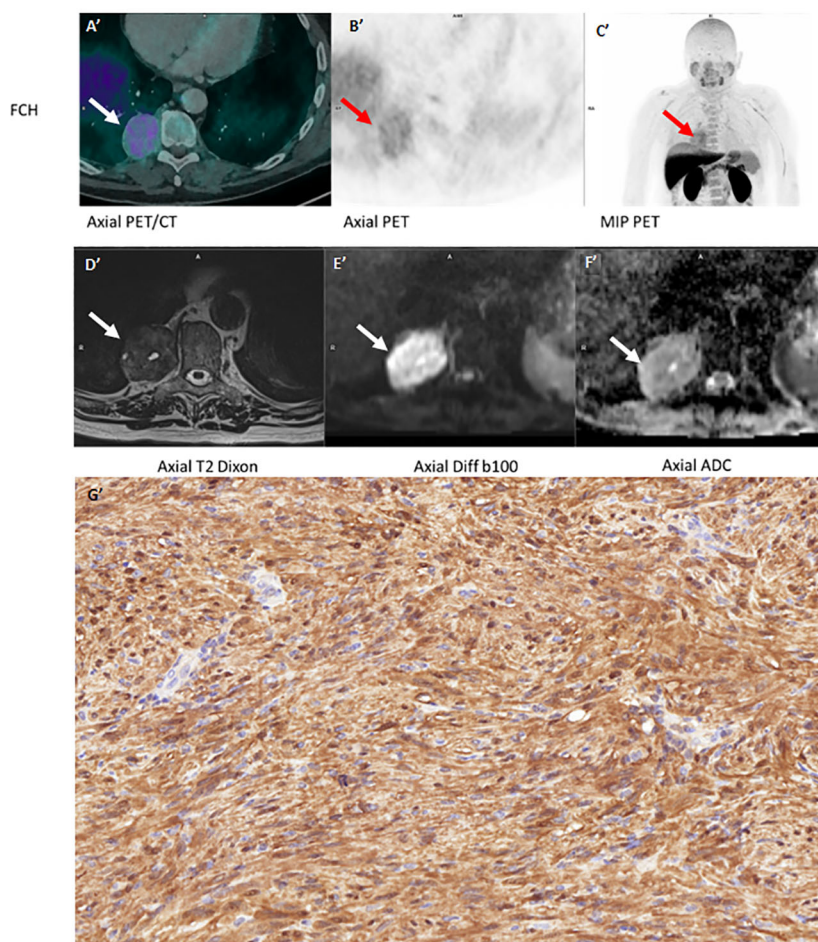 A' B' C'
FCH
Axial PET/CT Axial PET MIP PET
D' E' F'
Axial T2 Dixon Axial Diff b100 Axial ADC
G'